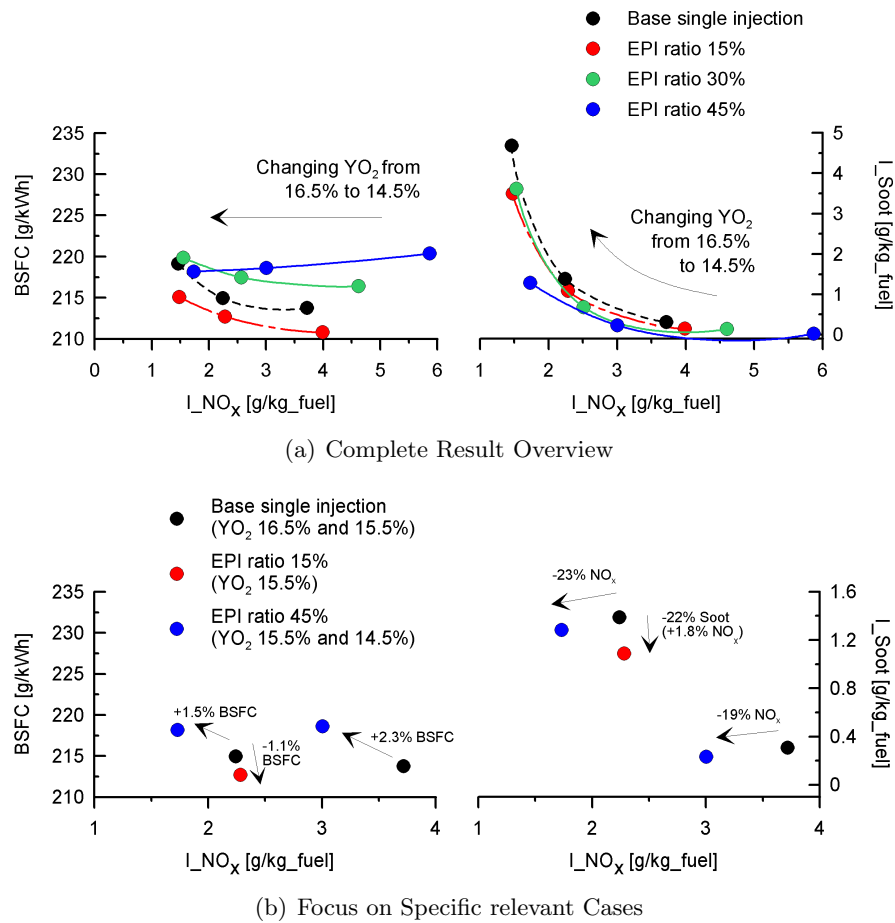 Base single injection
EPI ratio 15%
EPI ratio 30%
EPI ratio 45%
235
230
225
220
215
210
BSFC [g/kWh]
Changing YO₂ from
16.5% to 14.5%
0 1 2 3 4 5 6
I_NOₓ [g/kg_fuel]
5
4
3
2
1
0
I_Soot [g/kg_fuel]
Changing YO₂
from 16.5%
to 14.5%
1 2 3 4 5 6
I_NOₓ [g/kg_fuel]
(a) Complete Result Overview
Base single injection
(YO₂ 16.5% and 15.5%)
EPI ratio 15%
(YO₂ 15.5%)
EPI ratio 45%
(YO₂ 15.5% and 14.5%)
235
230
225
220
215
210
BSFC [g/kWh]
+1.5% BSFC
-1.1%
BSFC
+2.3% BSFC
1 2 3 4
I_NOₓ [g/kg_fuel]
-23% NOₓ
-22% Soot
(+1.8% NOₓ)
-19% NOₓ
1.6
1.2
0.8
0.4
0
I_Soot [g/kg_fuel]
1 2 3 4
I_NOₓ [g/kg_fuel]
(b) Focus on Specific relevant Cases